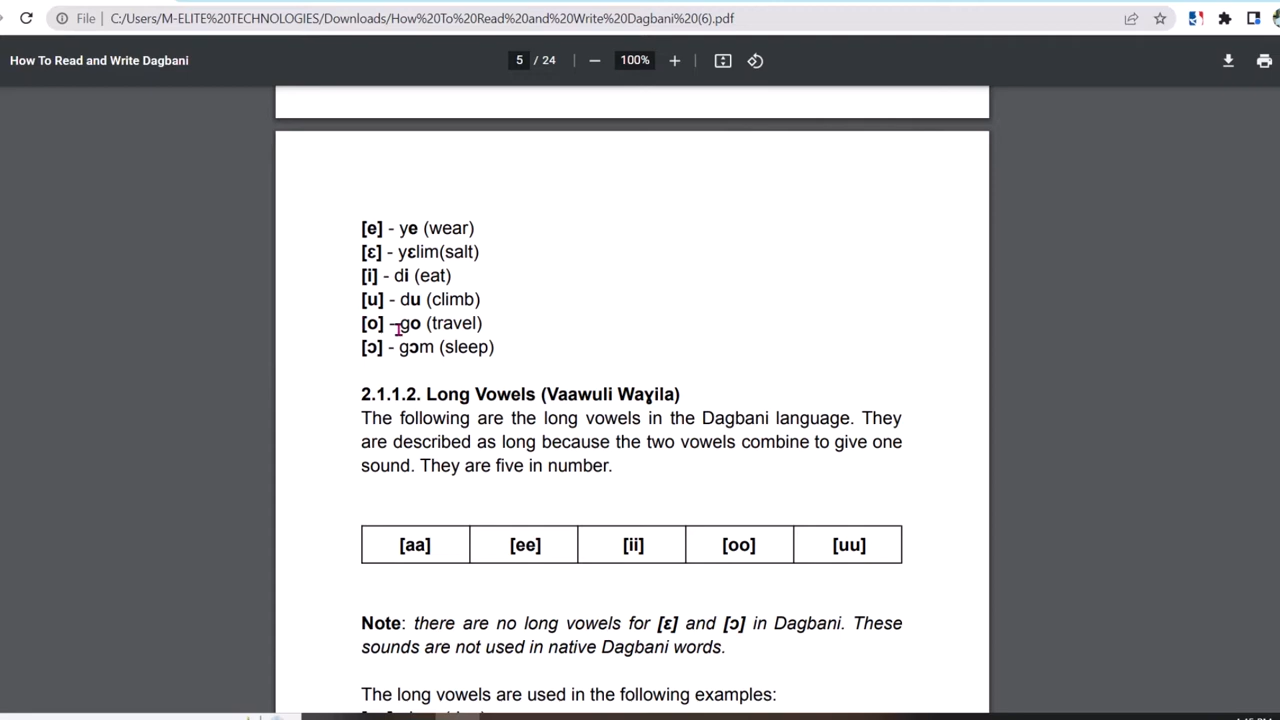 File
C:/Users/M-ELITE%20TECHNOLOGIES/Downloads/How%20To%20Read%20and%20Write%20Dagbani%20(6).pdf
How To Read and Write Dagbani
5 / 24
100%
[e] - ye (wear)
[ɛ] - yɛlim(salt)
[i] - di (eat)
[u] - du (climb)
[o] - go (travel)
[ɔ] - gɔm (sleep)
2.1.1.2. Long Vowels (Vaawuli Waɣila)
The following are the long vowels in the Dagbani language. They
are described as long because the two vowels combine to give one
sound. They are five in number.
[aa] [ee] [ii] [oo] [uu]
Note: there are no long vowels for [ɛ] and [ɔ] in Dagbani. These
sounds are not used in native Dagbani words.
The long vowels are used in the following examples: